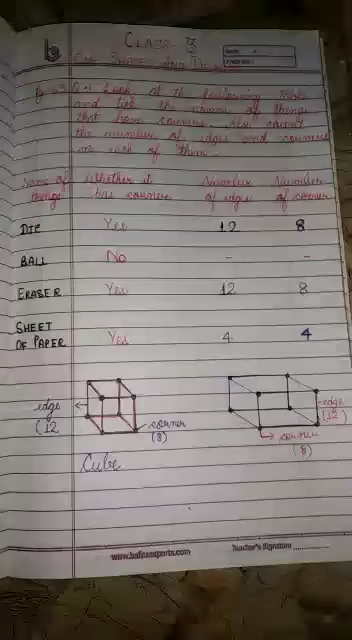 CLASS - 3
Q.1 Look at the following table
and tick the name of things
that have corners. Also count
the number of edges and corners
in each of them -
Name of things Whether it has corner Number of edges Number of corner
DIE Yes 12 8
BALL No - -
ERASER Yes 12 8
SHEET OF PAPER Yes 4 4
edge (12
corner (8)
edge (12)
corner (8)
Cube
www.balpassports.com Teacher's Signature